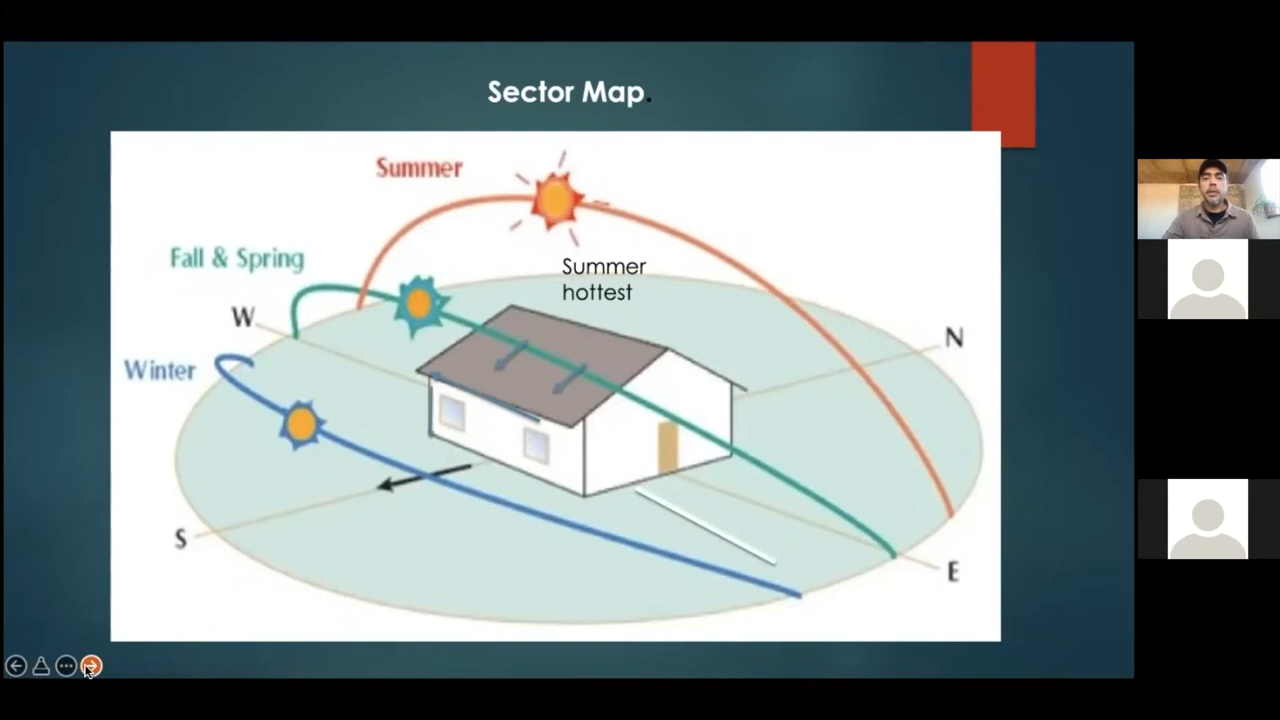 Sector Map.
Summer
Fall & Spring
Summer
hottest
W
N
Winter
S
E